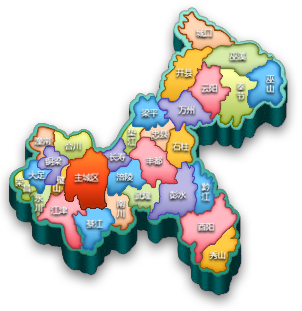 城口
巫溪
开县
云阳
奉节
巫山
万州
梁平
忠县
垫江
石柱
丰都
长寿
涪陵
武隆
彭水
黔江
酉阳
秀山
合川
潼南
铜梁
大足
荣昌
永川
璧山
主城区
江津
綦江
南川